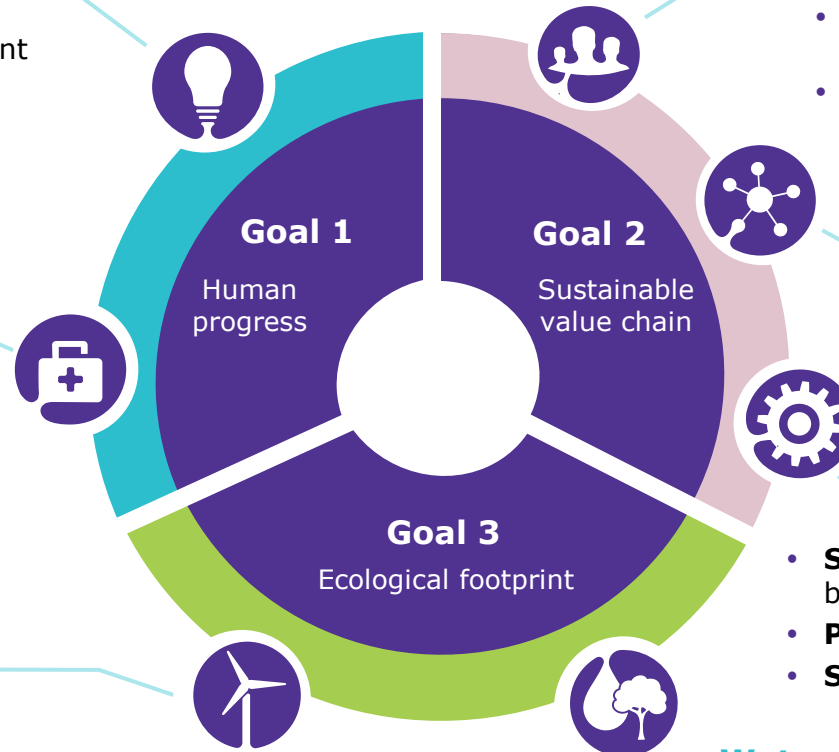 nt
Goal 1
Human
progress
Goal 2
Sustainable
value chain
Goal 3
Ecological footprint
• S
b
• P
• S